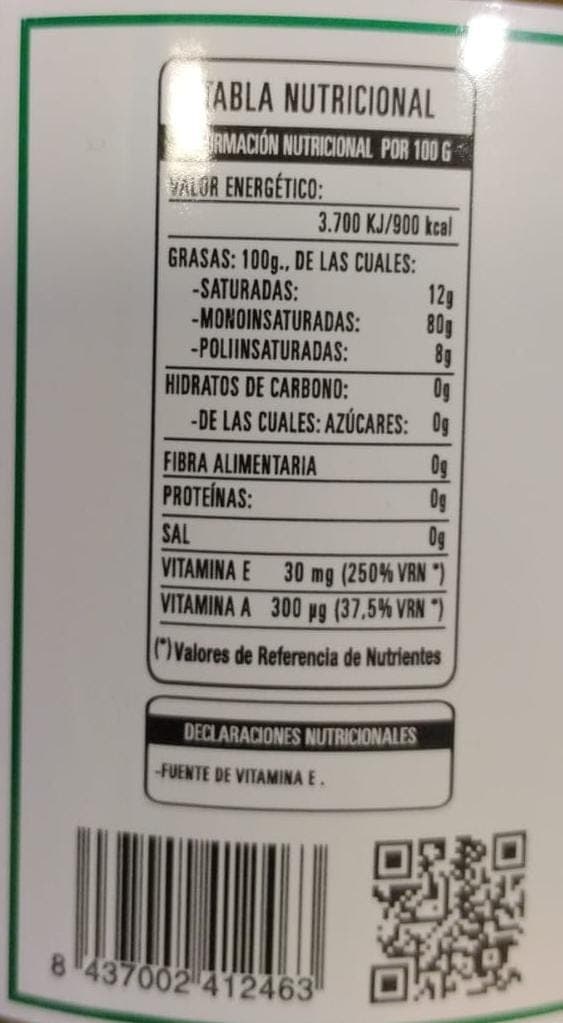 TABLA NUTRICIONAL
RMACIÓN NUTRICIONAL POR 100 G
VALOR ENERGÉTICO:
3.700 KJ/900 kcal
GRASAS: 100g., DE LAS CUALES:
-SATURADAS: 12g
-MONOINSATURADAS: 80g
-POLIINSATURADAS: 8g
HIDRATOS DE CARBONO: 0g
-DE LAS CUALES: AZÚCARES: 0g
FIBRA ALIMENTARIA 0g
PROTEÍNAS: 0g
SAL 0g
VITAMINA E 30 mg (250% VRN *)
VITAMINA A 300 µg (37,5% VRN *)
(*) Valores de Referencia de Nutrientes
DECLARACIONES NUTRICIONALES
-FUENTE DE VITAMINA E.
8 437002 412463